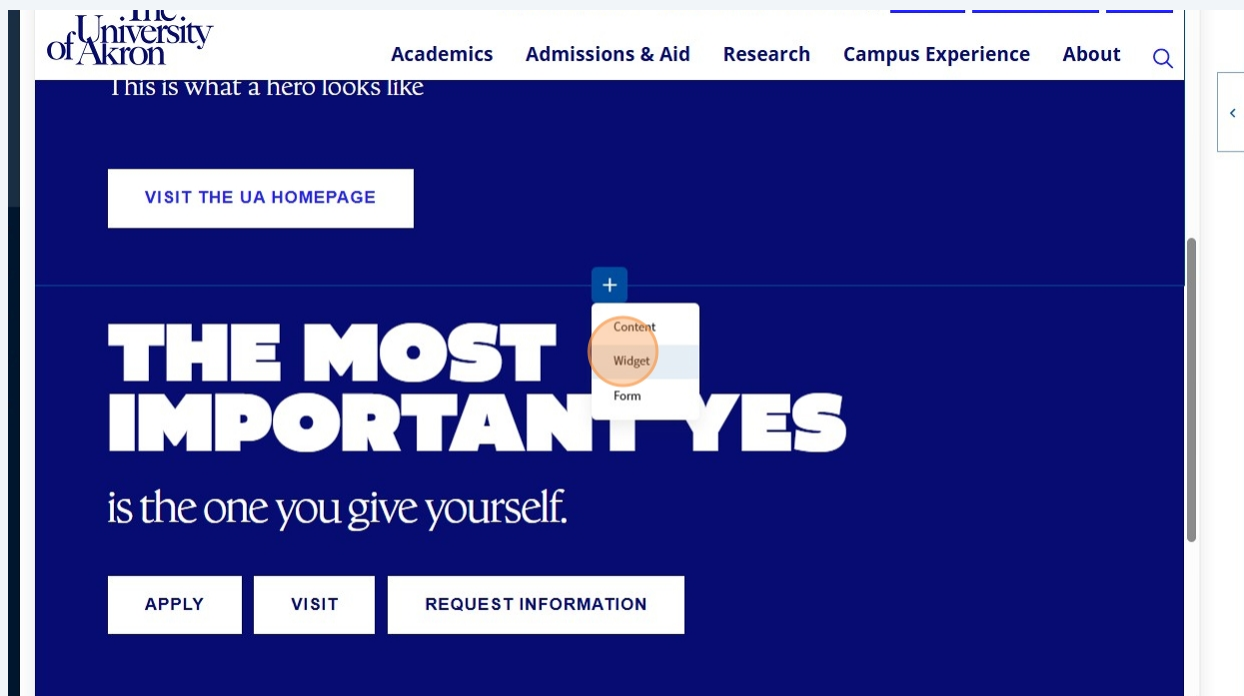 The
University
of Akron
Academics Admissions & Aid Research Campus Experience About
This is what a hero looks like
VISIT THE UA HOMEPAGE
+
Content
Widget
Form
THE MOST
IMPORTANT YES
is the one you give yourself.
APPLY VISIT REQUEST INFORMATION